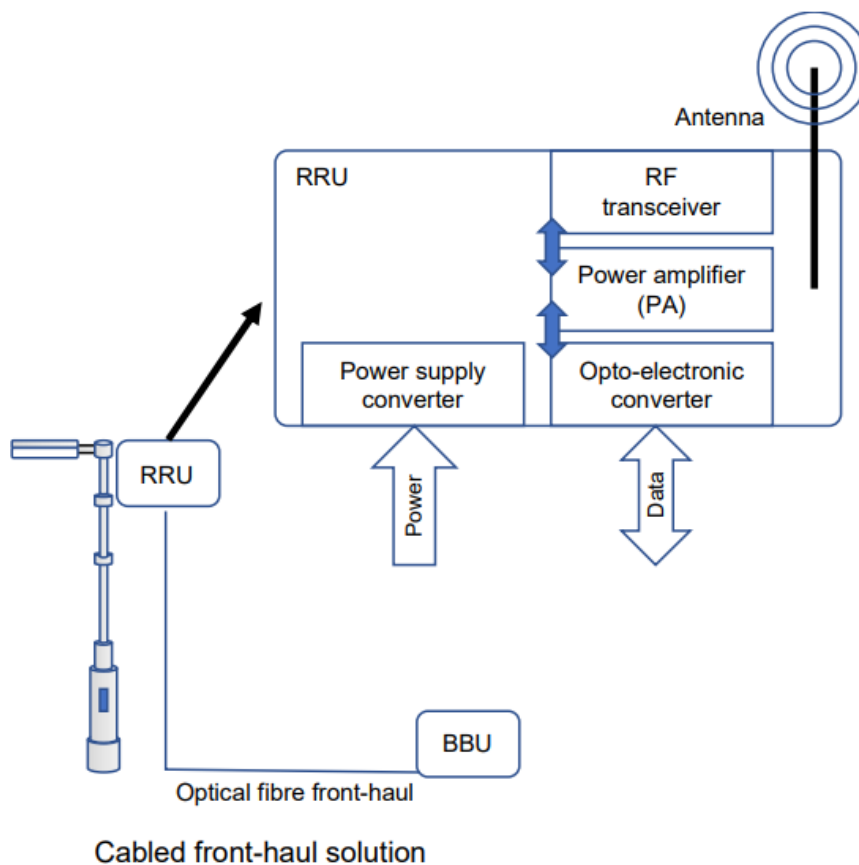 Antenna
RRU
RF
transceiver
Power amplifier
(PA)
Power supply
converter
Opto-electronic
converter
Power
Data
RRU
BBU
Optical fibre front-haul
Cabled front-haul solution